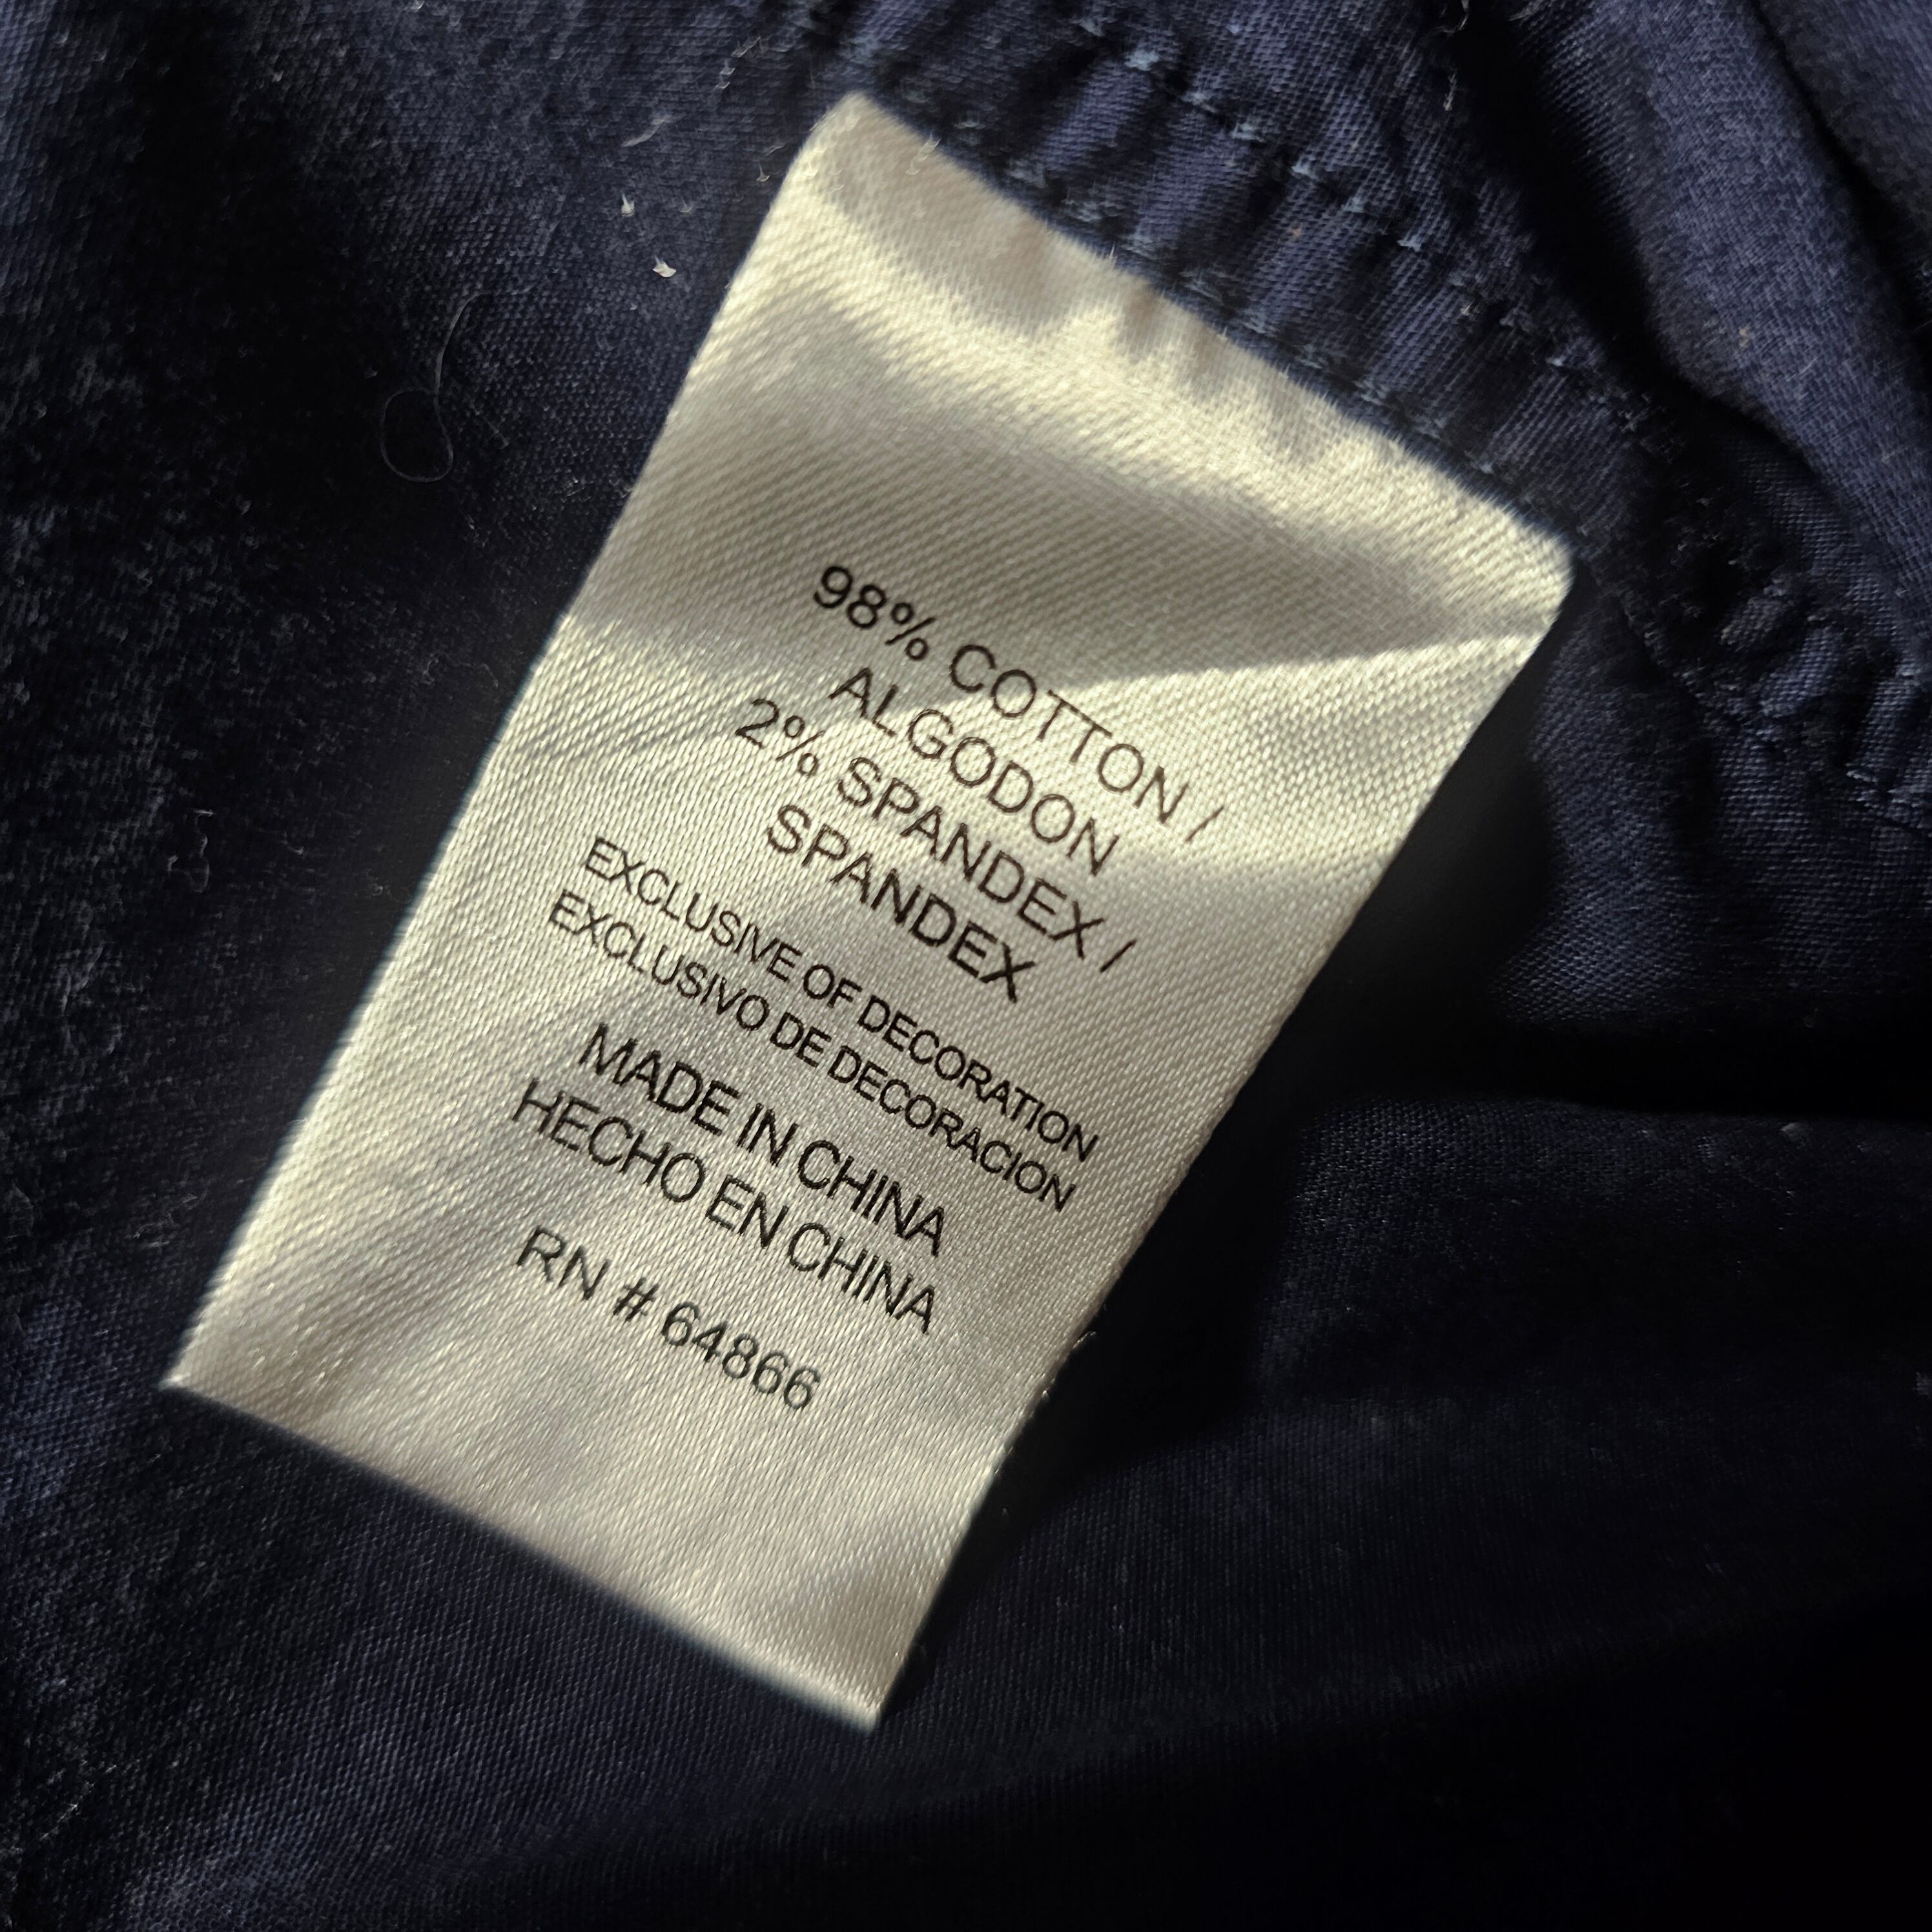 98% COTTON /
ALGODON
2% SPANDEX /
SPANDEX
EXCLUSIVE OF DECORATION
EXCLUSIVO DE DECORACION
MADE IN CHINA
HECHO EN CHINA
RN # 64866